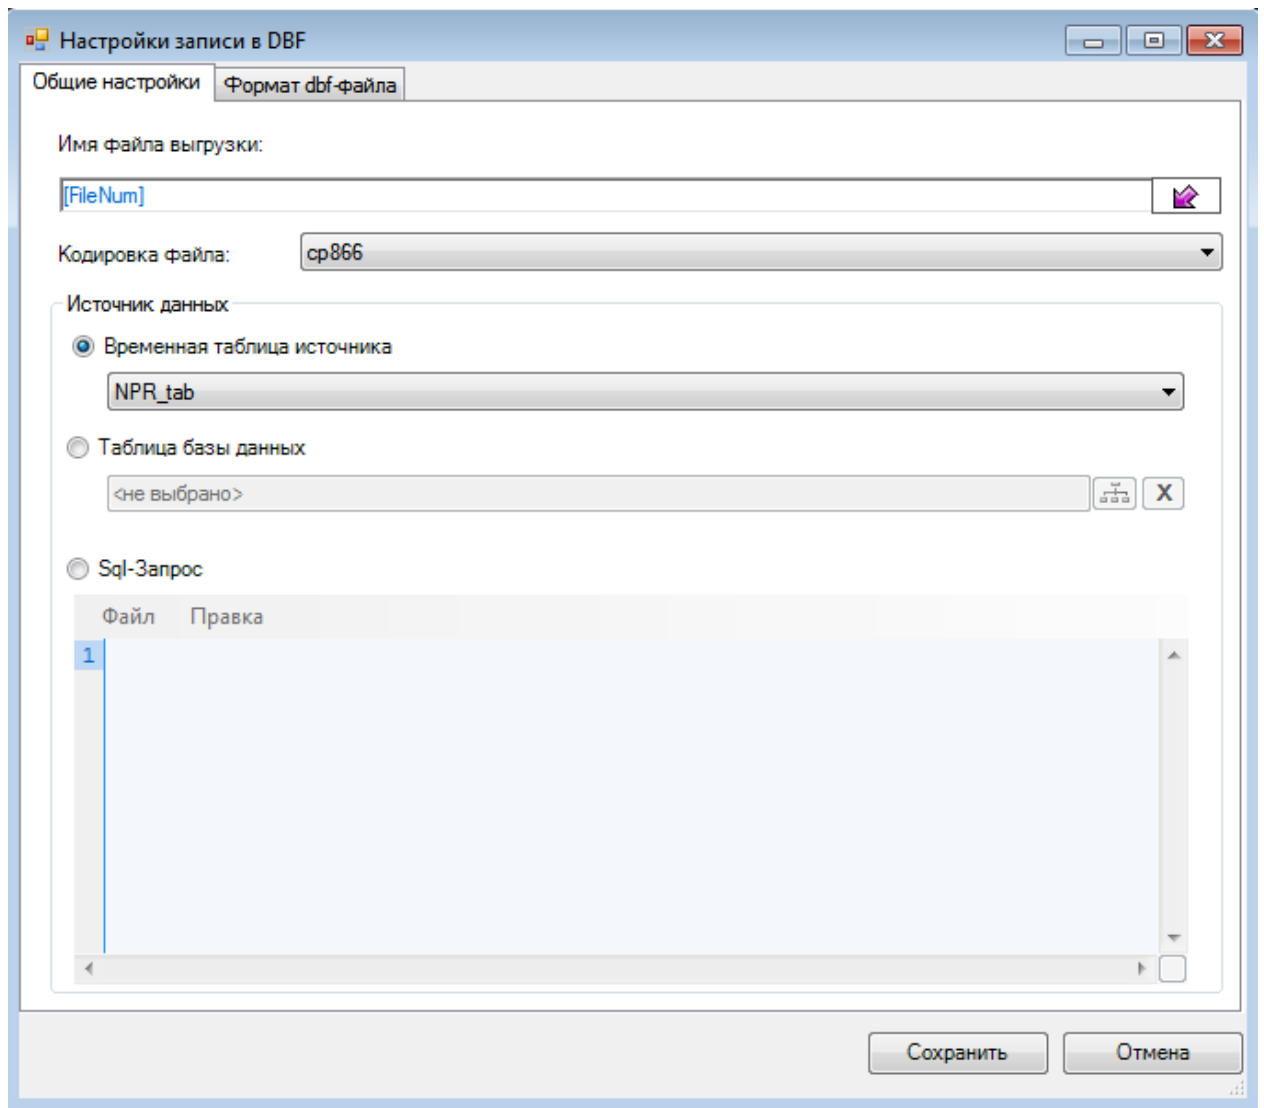 Настройки записи в DBF
Общие настройки Формат dbf-файла
Имя файла выгрузки:
[FileNum]
Кодировка файла: cp866
Источник данных
Временная таблица источника
NPR_tab
Таблица базы данных
<не выбрано> X
Sql-Запрос
Файл Правка
1
Сохранить Отмена